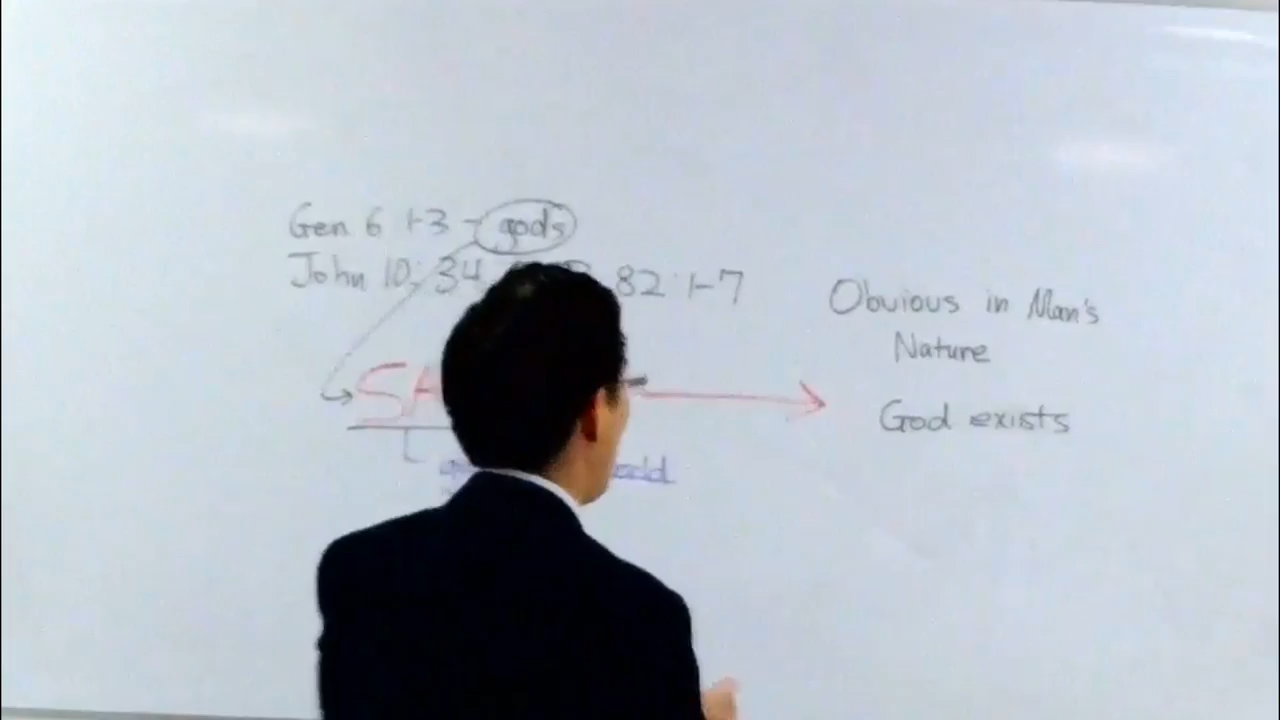 Gen 6 1-3 - gods
John 10: 34 82:1-7
Obvious in Man's
Nature
God exists